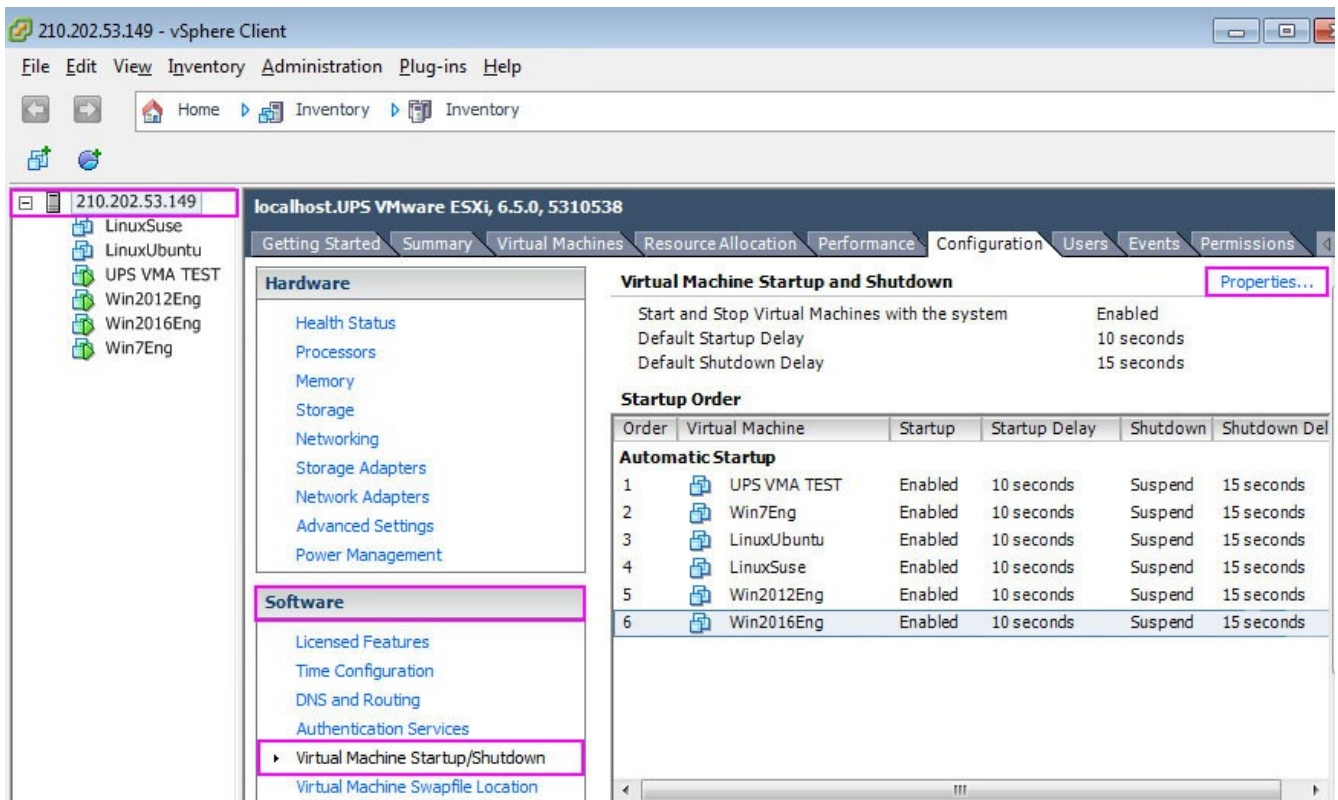 210.202.53.149 - vSphere Client
File Edit View Inventory Administration Plug-ins Help
Home Inventory Inventory
210.202.53.149
LinuxSuse
LinuxUbuntu
UPS VMA TEST
Win2012Eng
Win2016Eng
Win7Eng
localhost.UPS VMware ESXi, 6.5.0, 5310538
Getting Started Summary Virtual Machines Resource Allocation Performance Configuration Users Events Permissions
Hardware
Health Status
Processors
Memory
Storage
Networking
Storage Adapters
Network Adapters
Advanced Settings
Power Management
Software
Licensed Features
Time Configuration
DNS and Routing
Authentication Services
Virtual Machine Startup/Shutdown
Virtual Machine Swapfile Location
Virtual Machine Startup and Shutdown Properties...
Start and Stop Virtual Machines with the system Enabled
Default Startup Delay 10 seconds
Default Shutdown Delay 15 seconds
Startup Order
Order Virtual Machine Startup Startup Delay Shutdown Shutdown Del
Automatic Startup
1 UPS VMA TEST Enabled 10 seconds Suspend 15 seconds
2 Win7Eng Enabled 10 seconds Suspend 15 seconds
3 LinuxUbuntu Enabled 10 seconds Suspend 15 seconds
4 LinuxSuse Enabled 10 seconds Suspend 15 seconds
5 Win2012Eng Enabled 10 seconds Suspend 15 seconds
6 Win2016Eng Enabled 10 seconds Suspend 15 seconds